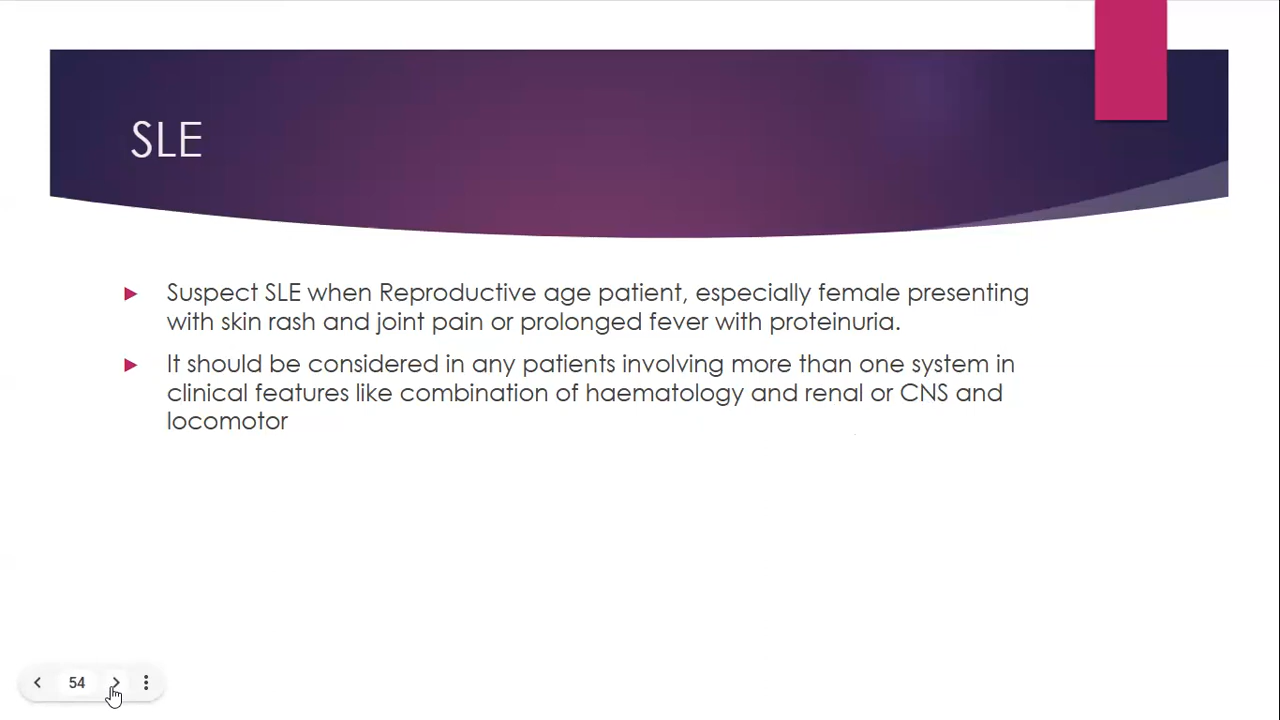 SLE
Suspect SLE when Reproductive age patient, especially female presenting
with skin rash and joint pain or prolonged fever with proteinuria.
It should be considered in any patients involving more than one system in
clinical features like combination of haematology and renal or CNS and
locomotor
54